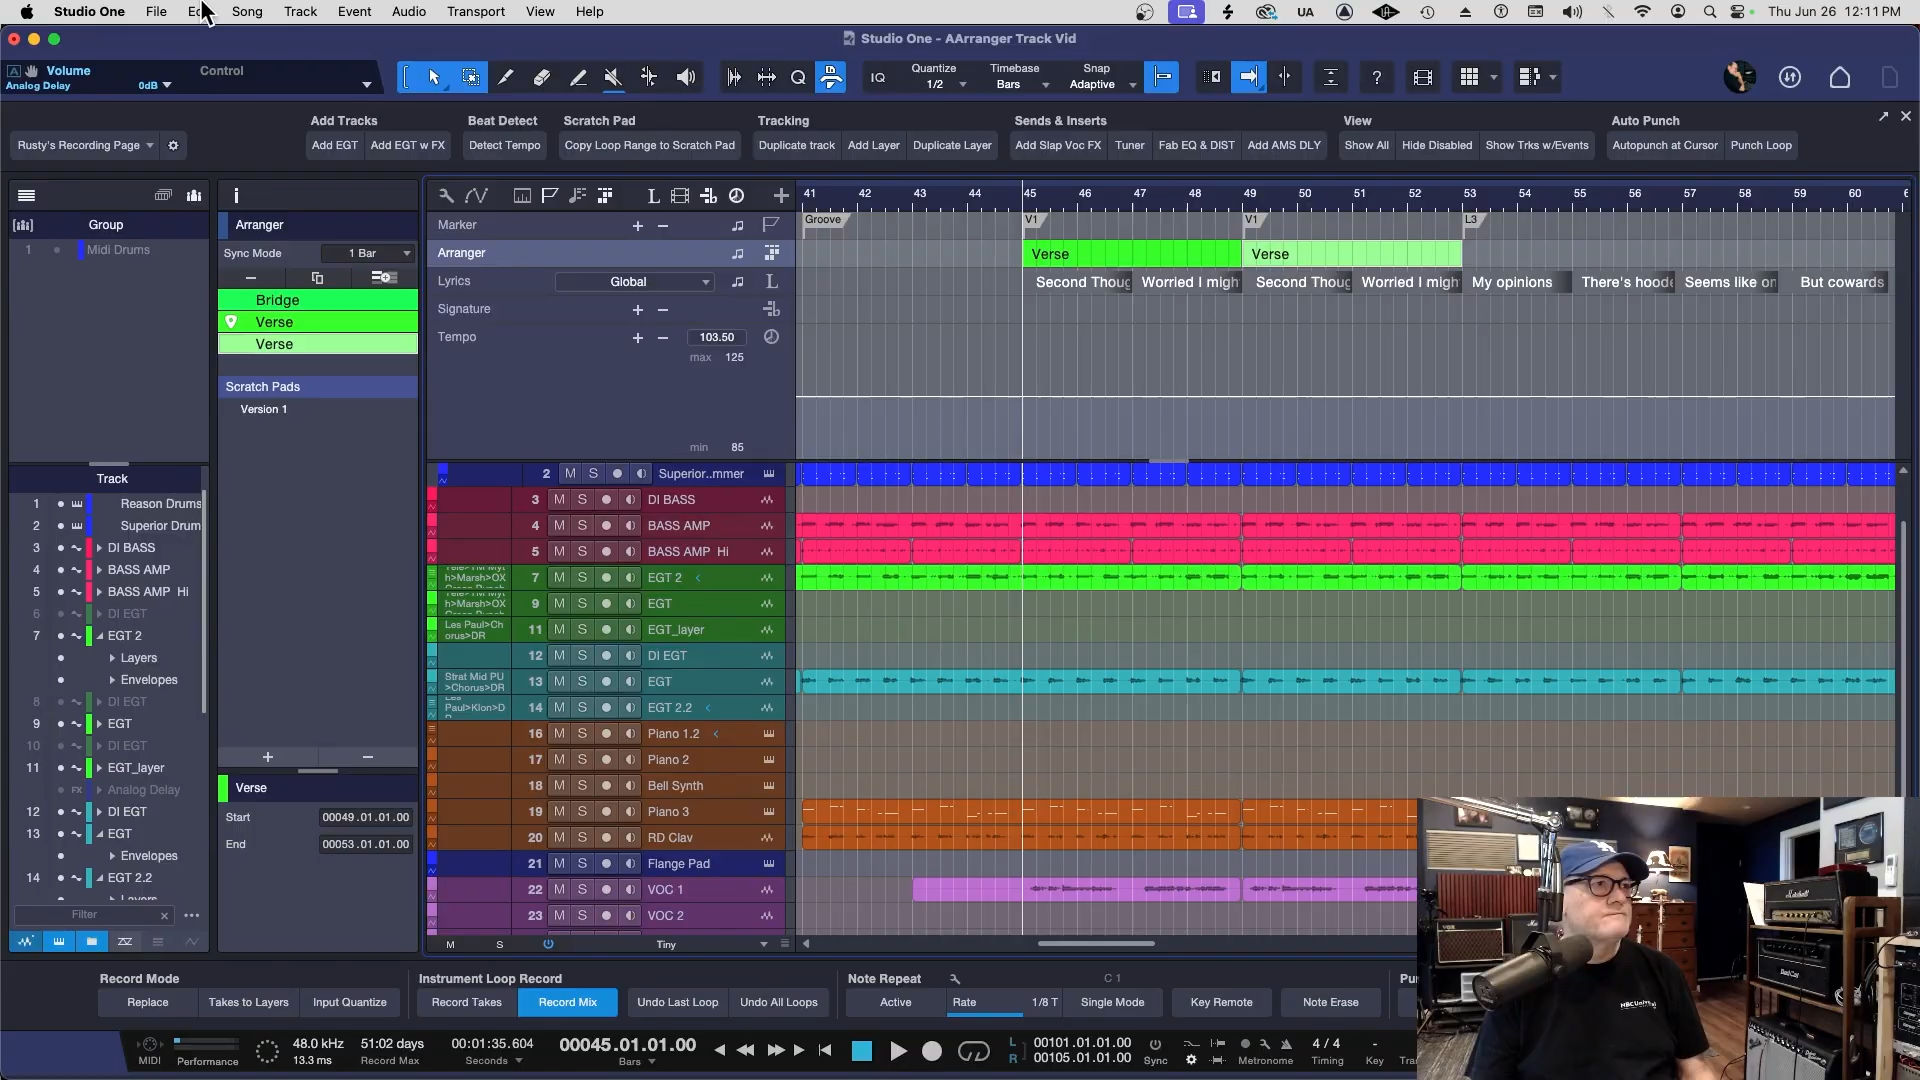 Studio One File Song Track Event Audio Transport View Help
UA Thu Jun 26 12:11 PM
Studio One - AArranger Track Vid
Volume
Analog Delay 0dB
Control
IQ
Quantize
1/2
Timebase
Bars
Snap
Adaptive
?
Rusty's Recording Page
Add Tracks
Add EGT Add EGT w FX
Beat Detect
Detect Tempo
Scratch Pad
Copy Loop Range to Scratch Pad
Tracking
Duplicate track Add Layer Duplicate Layer
Sends & Inserts
Add Slap Voc FX Tuner Fab EQ & DIST Add AMS DLY
View
Show All Hide Disabled Show Trks w/Events
Auto Punch
Autopunch at Cursor Punch Loop
Group
1 Midi Drums
Arranger
Sync Mode 1 Bar
Bridge
Verse
Verse
Scratch Pads
Version 1
Verse
Start 00049.01.01.00
End 00053.01.01.00
Marker
Arranger
Lyrics Global
Signature
Tempo 103.50
max 125
min 85
41 42 43 44 45 46 47 48 49 50 51 52 53 54 55 56 57 58 59 60
Groove V1 V1 L3
Verse Verse
Second Thoug Worried I migh Second Thoug Worried I migh My opinions There's hoode Seems like on But cowards
Track
1 Reason Drums
2 Superior Drum
3 DI BASS
4 BASS AMP
5 BASS AMP Hi
6 DI EGT
7 EGT 2
Layers
Envelopes
8 DI EGT
9 EGT
10 DI EGT
11 EGT_layer
FX Analog Delay
12 DI EGT
13 EGT
Envelopes
14 EGT 2.2
Layers
Filter
2 M S Superior..mmer
3 M S DI BASS
4 M S BASS AMP
5 M S BASS AMP Hi
h>Marsh>OX
7 M S EGT 2
h>Marsh>OX
9 M S EGT
Les Paul>Ch
orus>DR
11 M S EGT_layer
12 M S DI EGT
Strat Mid PU
>Chorus>DR
13 M S EGT
Paul>Klon>D
14 M S EGT 2.2
16 M S Piano 1.2
17 M S Piano 2
18 M S Bell Synth
19 M S Piano 3
20 M S RD Clav
21 M S Flange Pad
22 M S VOC 1
23 M S VOC 2
M S Tiny
Record Mode
Replace Takes to Layers Input Quantize
Instrument Loop Record
Record Takes Record Mix Undo Last Loop Undo All Loops
Note Repeat C 1
Active Rate 1/8 T Single Mode Key Remote Note Erase
Pu
MIDI Performance
48.0 kHz
13.3 ms
51:02 days
Record Max
00:01:35.604
Seconds
00045.01.01.00
Bars
L 00101.01.01.00
R 00105.01.01.00
Sync
Metronome
4 / 4
Timing
-
Key
Marshall